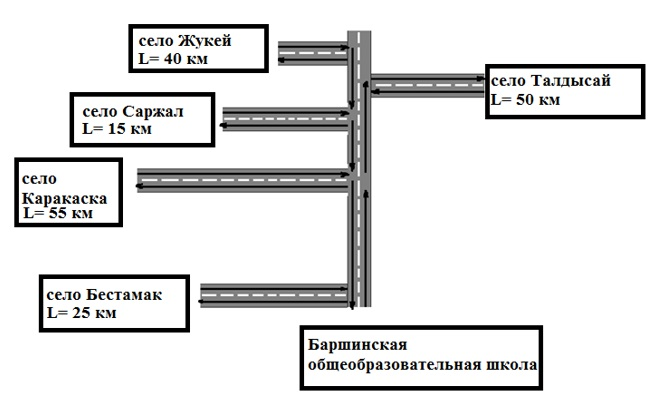 село Жукей
L= 40 км
село Талдысай
L= 50 км
село Саржал
L= 15 км
село
Каракаска
L= 55 км
село Бестамак
L= 25 км
Баршинская
общеобразовательная школа